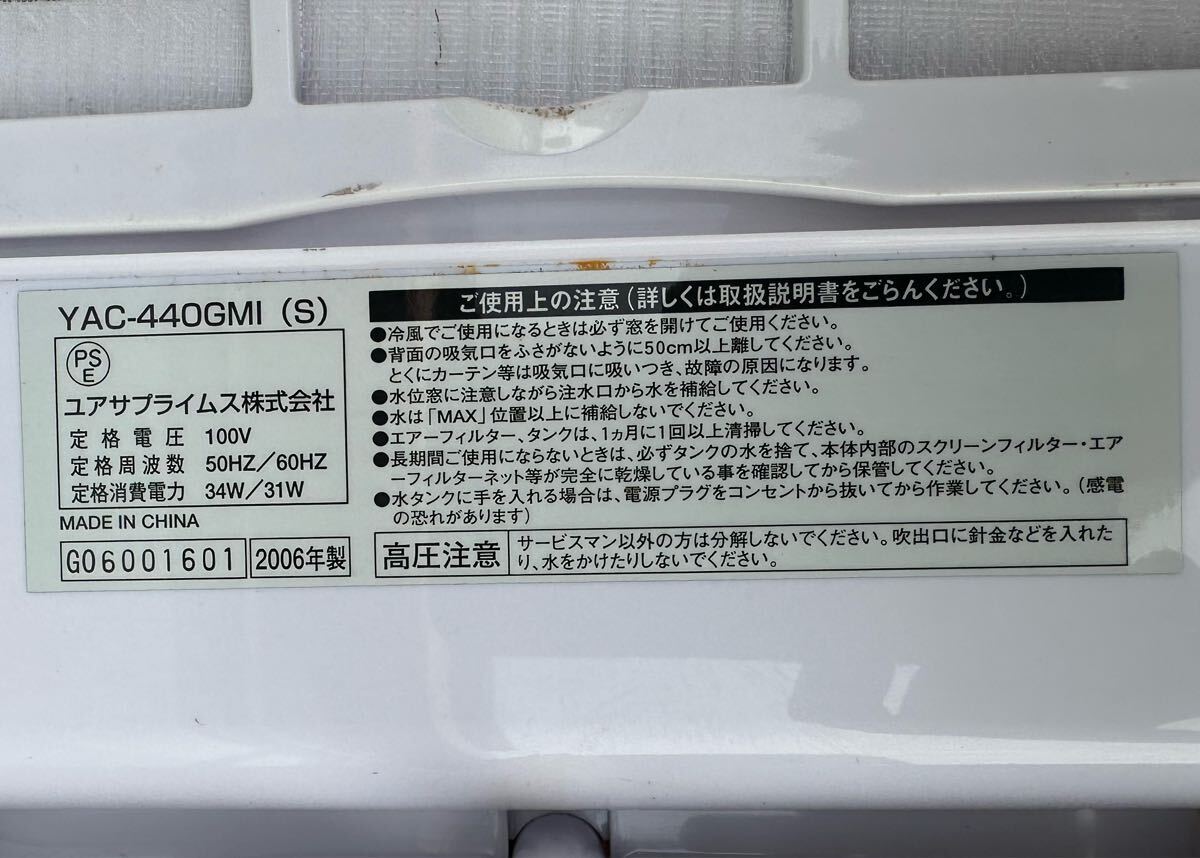 YAC-440GMI (S)
PS
E
ユアサプライムス株式会社
定格電圧 100V
定格周波数 50HZ/60HZ
定格消費電力 34W/31W
MADE IN CHINA
G06001601 2006年製
ご使用上の注意(詳しくは取扱説明書をごらんください。)
●冷風でご使用になるときは必ず窓を開けてご使用ください。
●背面の吸気口をふさがないように50cm以上離してください。
とくにカーテン等は吸気口に吸いつき、故障の原因になります。
●水位窓に注意しながら注水口から水を補給してください。
●水は「MAX」位置以上に補給しないでください。
●エアーフィルター、タンクは、1ヵ月に1回以上清掃してください。
●長期間ご使用にならないときは、必ずタンクの水を捨て、本体内部のスクリーンフィルター・エア
ーフィルターネット等が完全に乾燥している事を確認してから保管してください。
●水タンクに手を入れる場合は、電源プラグをコンセントから抜いてから作業してください。(感電
の恐れがあります)
高圧注意 サービスマン以外の方は分解しないでください。吹出口に針金などを入れた
り、水をかけたりしないでください。